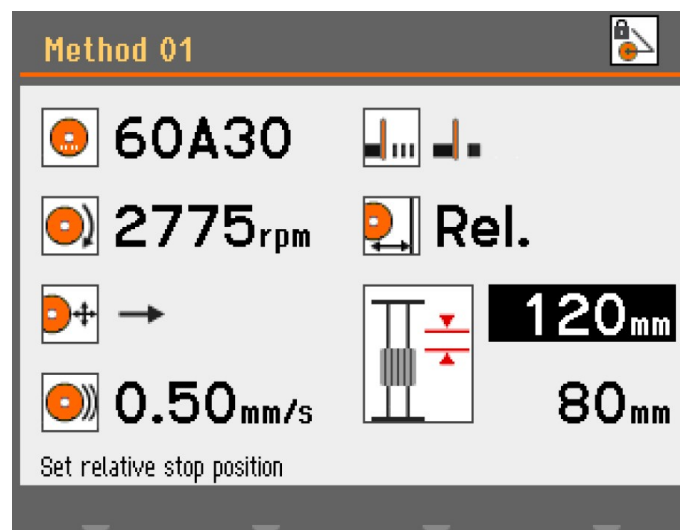 Method 01
60A30
2775rpm
Rel.
120mm
0.50mm/s
80mm
Set relative stop position